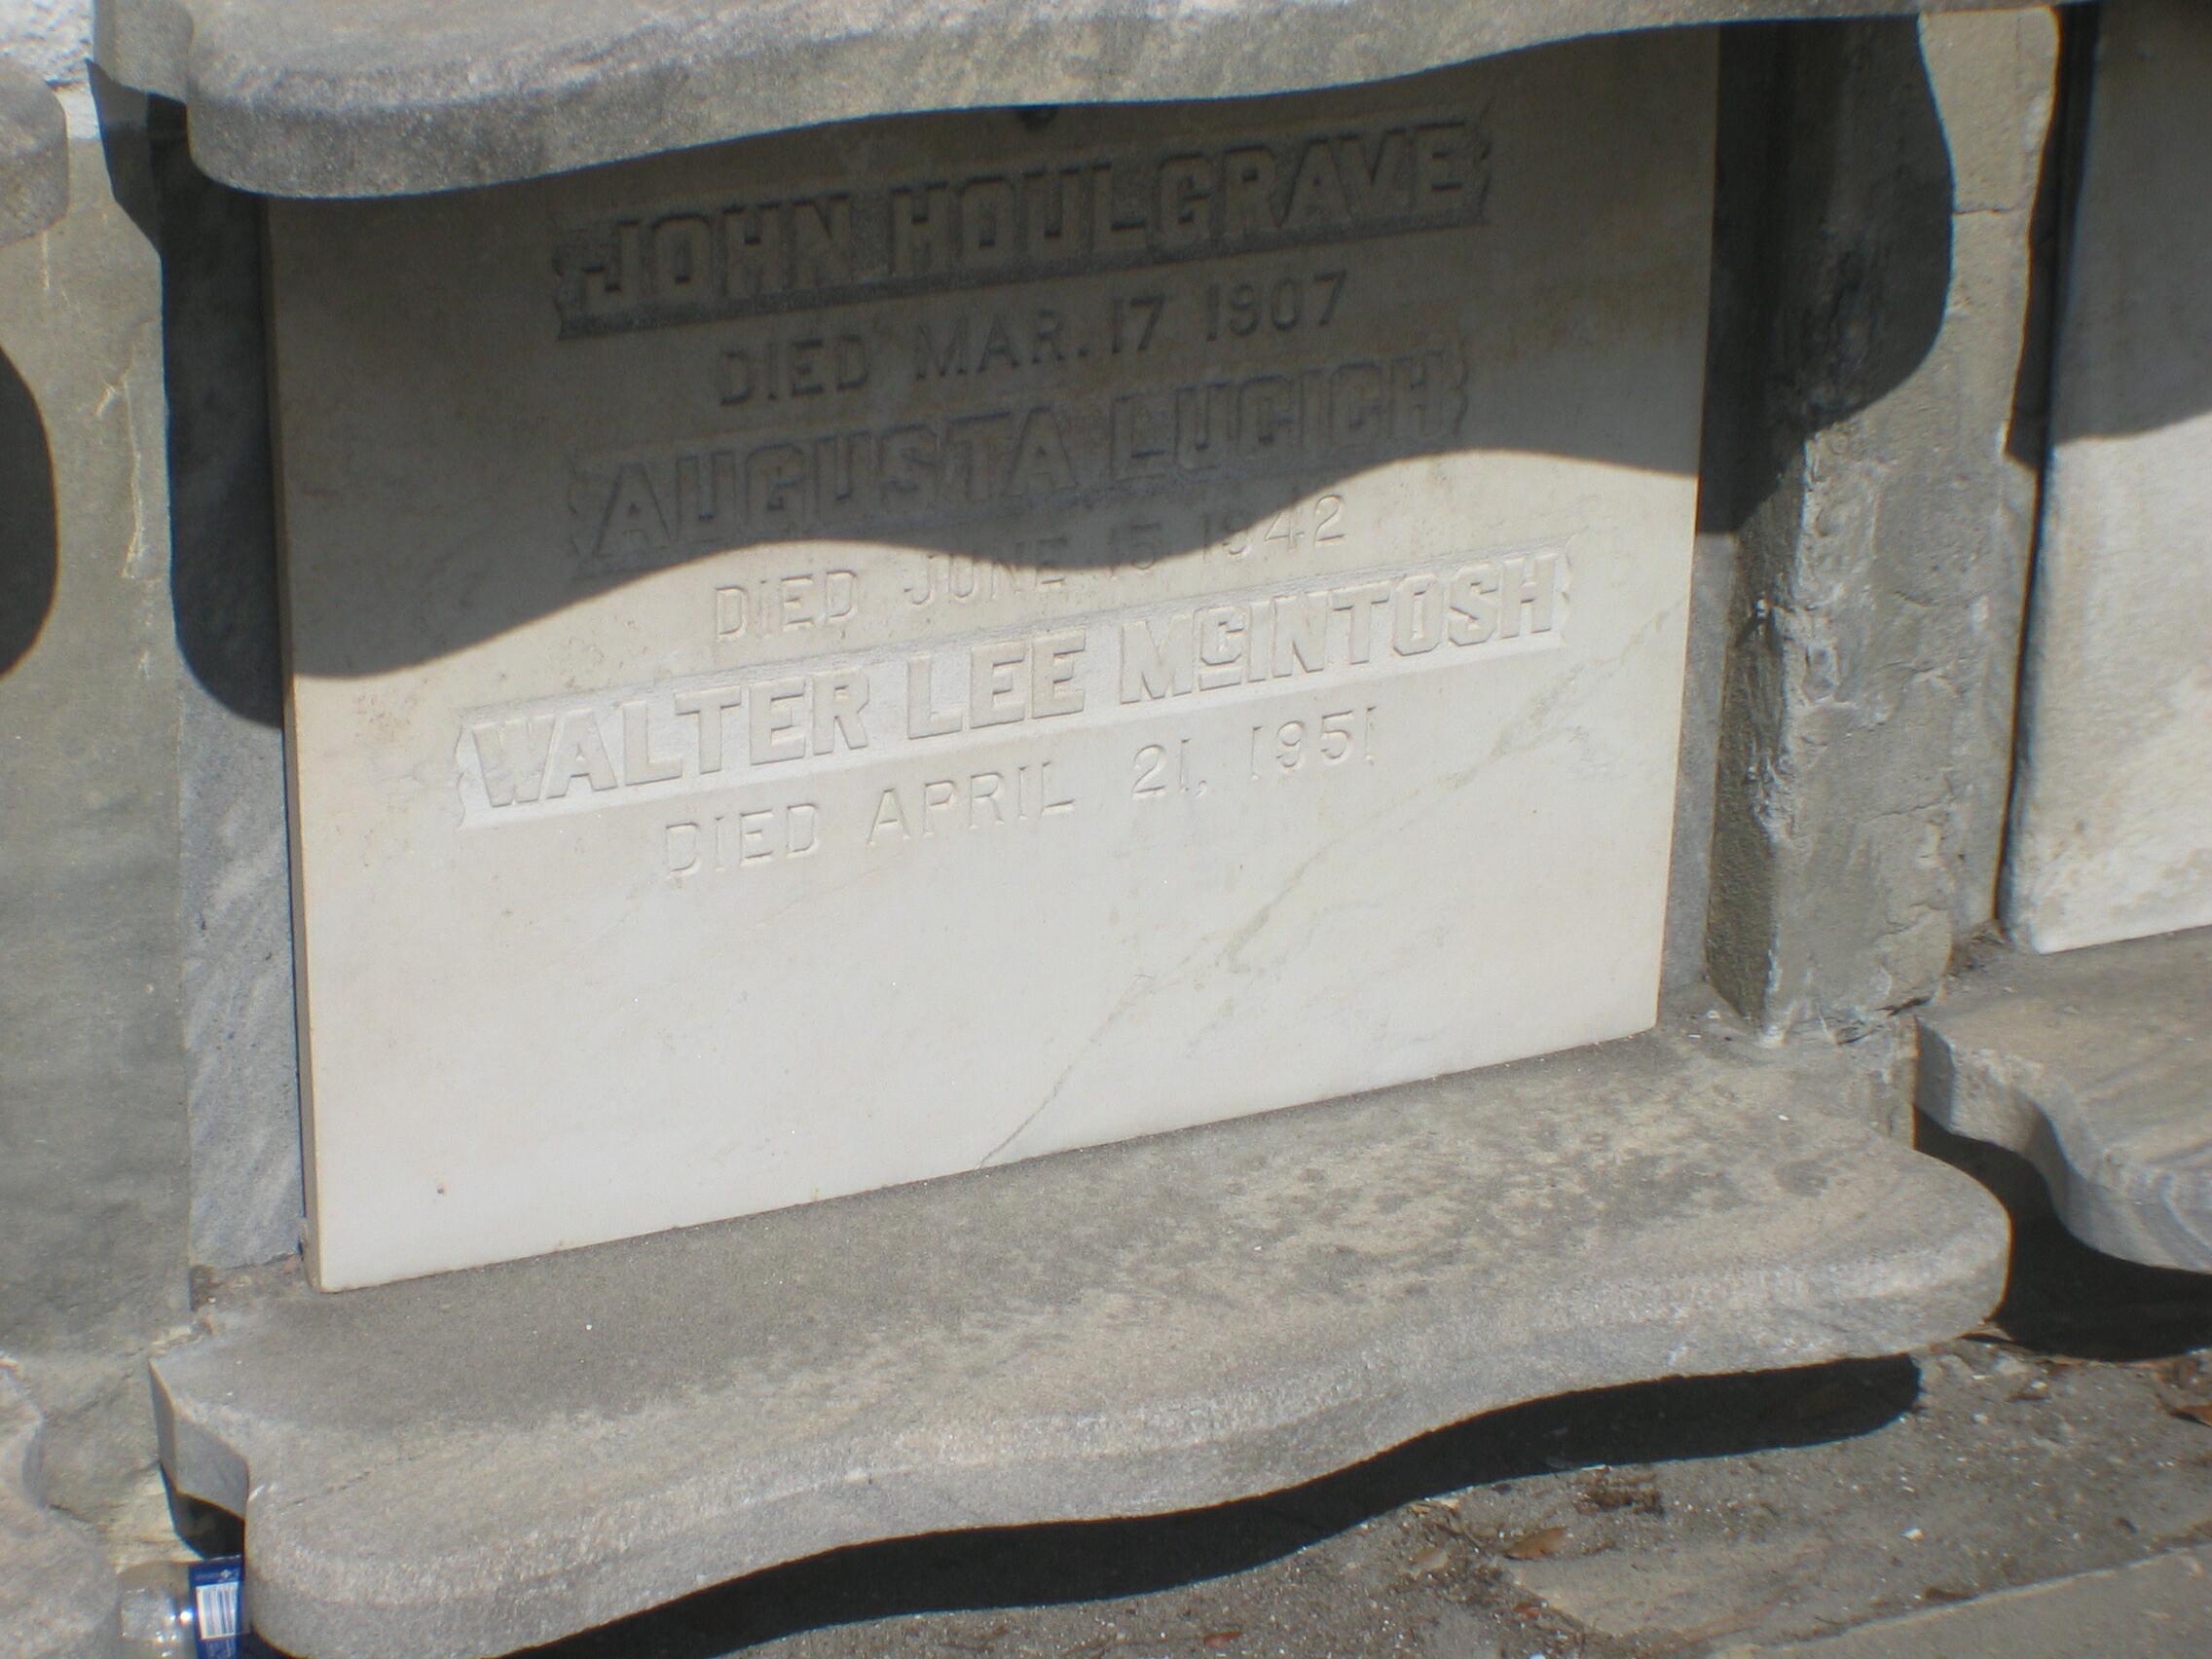 JOHN HOULGRAVE
DIED MAR. 17 1907
AUGUSTA LUCICH
DIED JUNE 15 1942
WALTER LEE McINTOSH
DIED APRIL 21, 1951